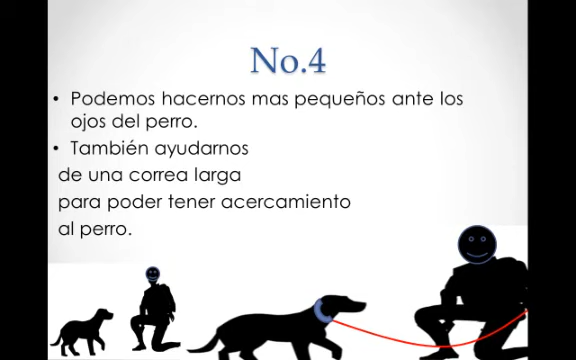 No.4
• Podemos hacernos mas pequeños ante los
ojos del perro.
• También ayudarnos
de una correa larga
para poder tener acercamiento
al perro.